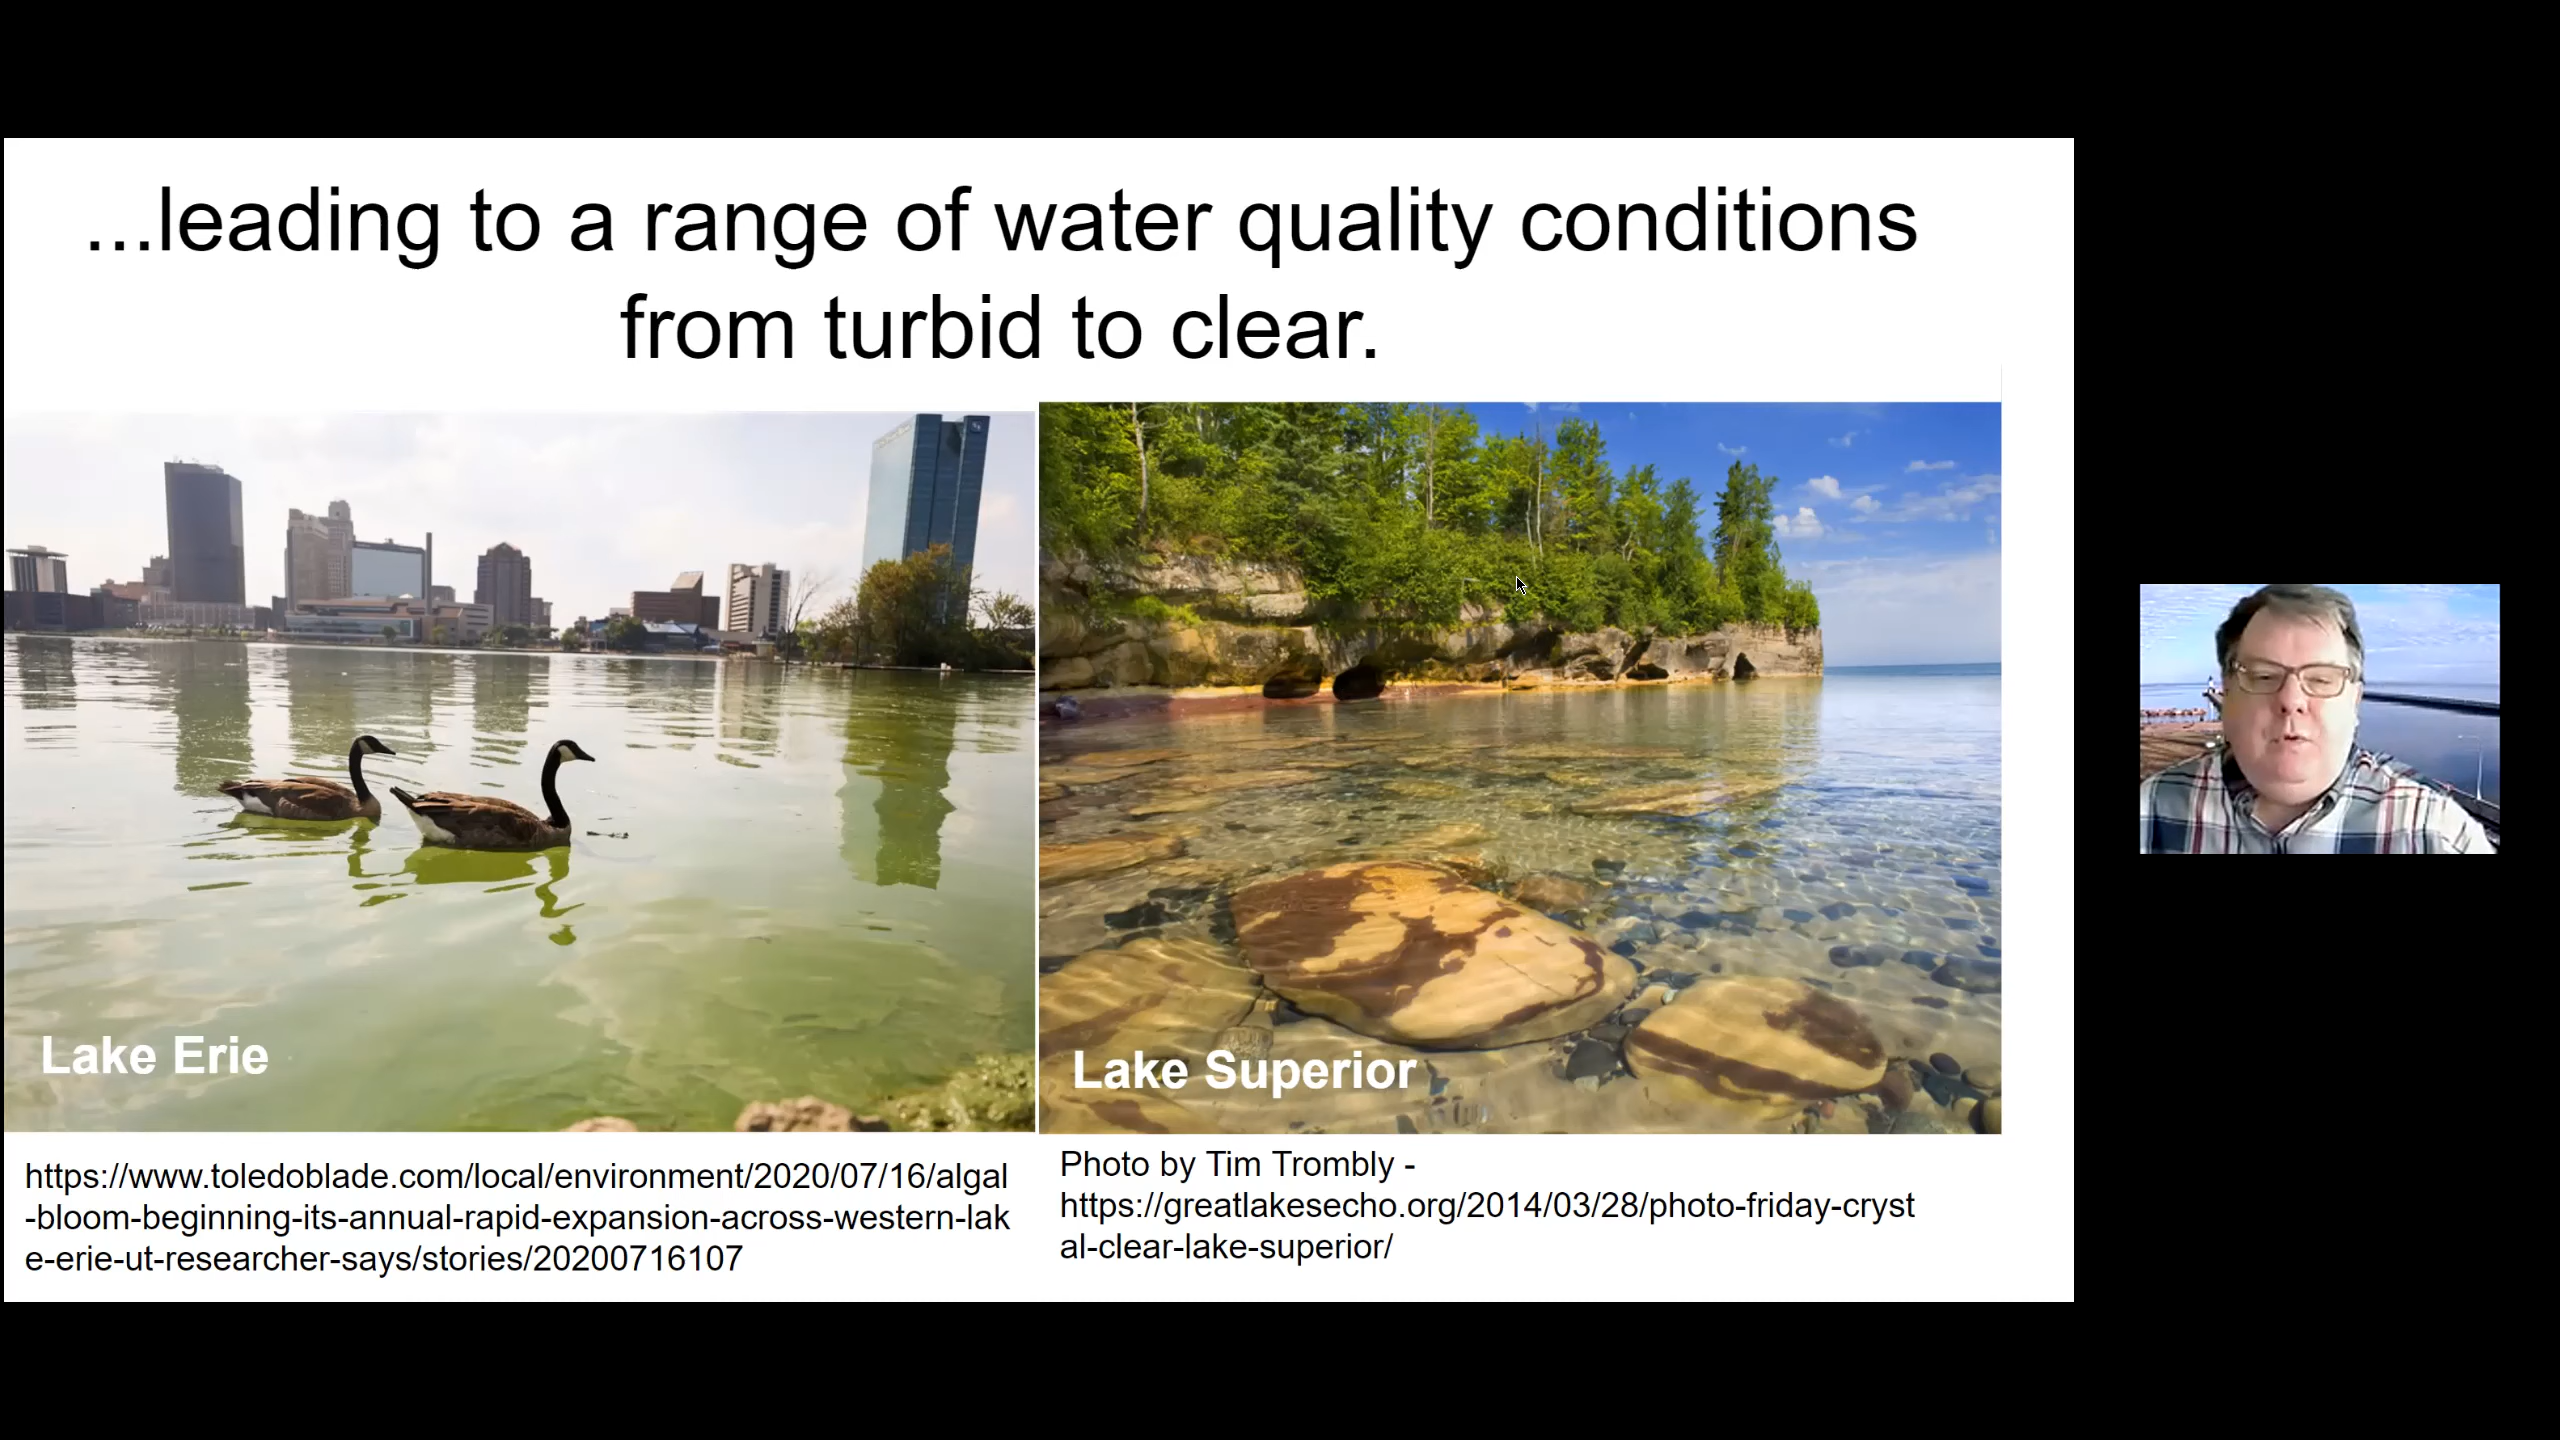 ...leading to a range of water quality conditions
from turbid to clear.
Lake Erie
Lake Superior
https://www.toledoblade.com/local/environment/2020/07/16/algal
-bloom-beginning-its-annual-rapid-expansion-across-western-lak
e-erie-ut-researcher-says/stories/20200716107
Photo by Tim Trombly -
https://greatlakesecho.org/2014/03/28/photo-friday-cryst
al-clear-lake-superior/